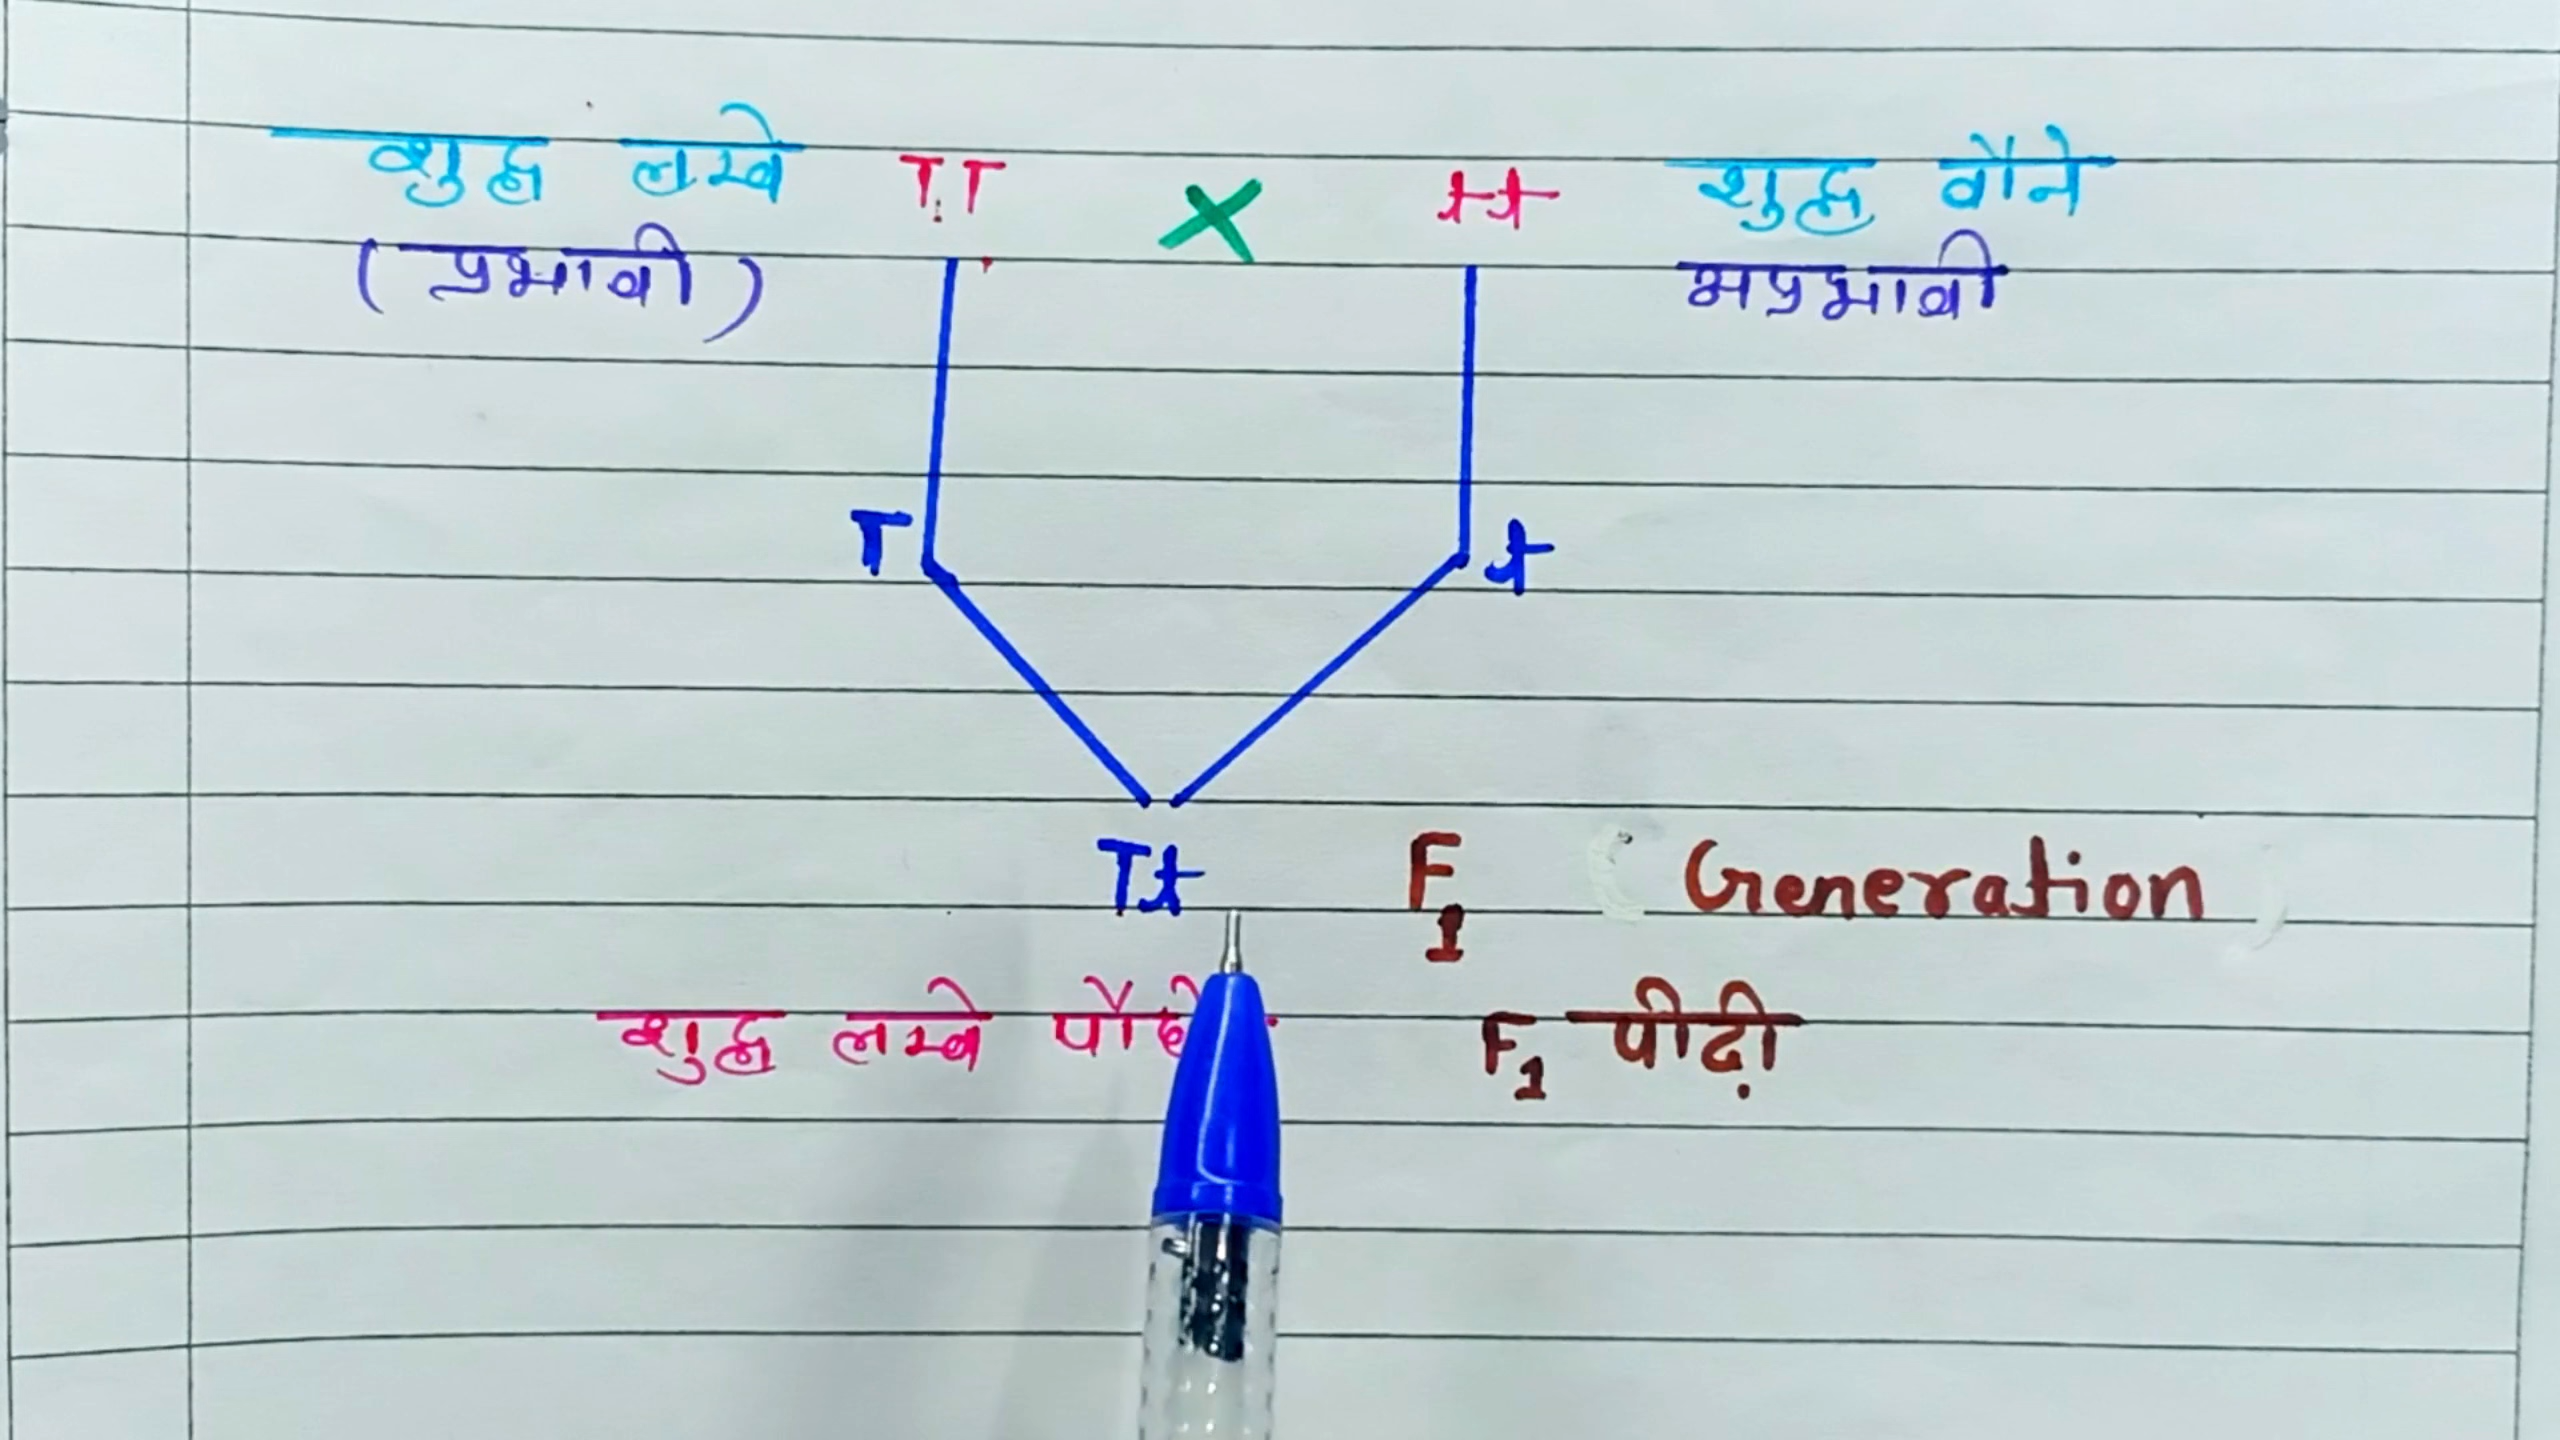 शुद्ध लम्बे TT X tt शुद्ध बौने
(प्रभावी) अप्रभावी
T t
Tt F1 (Generation)
शुद्ध लम्बे F1 पीढ़ी